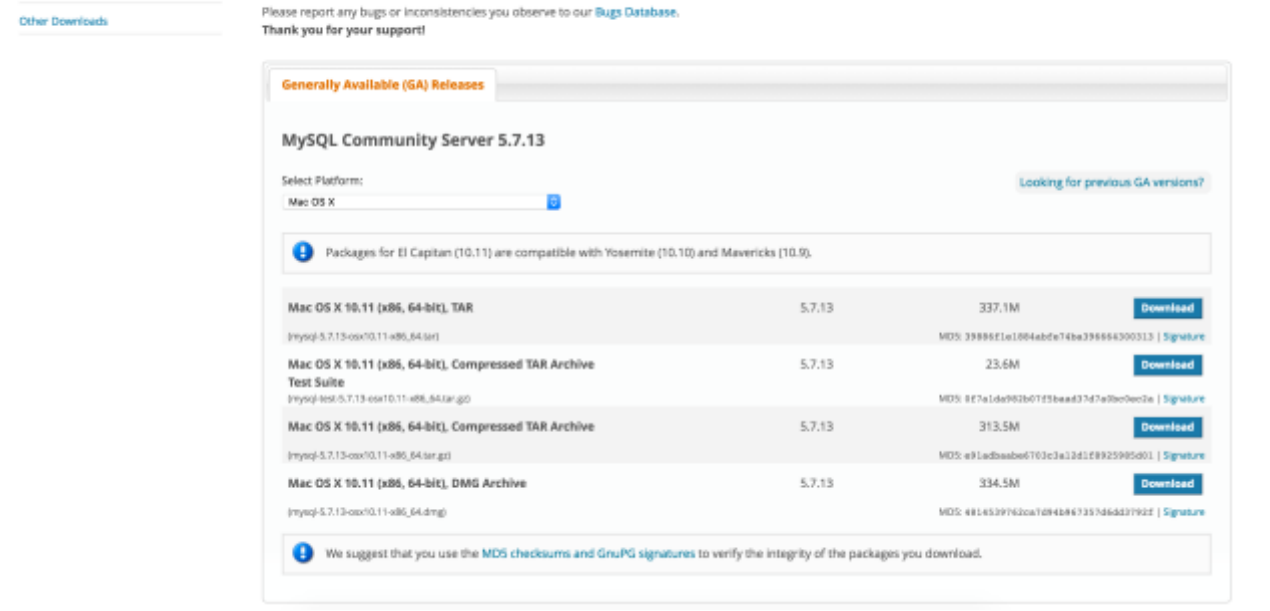 Other Downloads
Please report any bugs or inconsistencies you observe to our Bugs Database.
Thank you for your support!
Generally Available (GA) Releases
MySQL Community Server 5.7.13
Select Platform:
Mac OS X
Looking for previous GA versions?
Packages for El Capitan (10.11) are compatible with Yosemite (10.10) and Mavericks (10.9).
Mac OS X 10.11 (x86, 64-bit), TAR 5.7.13 337.1M Download
(mysql-5.7.13-osx10.11-x86_64.tar) MD5: | Signature
Mac OS X 10.11 (x86, 64-bit), Compressed TAR Archive 5.7.13 23.6M Download
Test Suite
(mysql-test-5.7.13-osx10.11-x86_64.tar.gz) MD5: | Signature
Mac OS X 10.11 (x86, 64-bit), Compressed TAR Archive 5.7.13 313.5M Download
(mysql-5.7.13-osx10.11-x86_64.tar.gz) MD5: | Signature
Mac OS X 10.11 (x86, 64-bit), DMG Archive 5.7.13 334.5M Download
(mysql-5.7.13-osx10.11-x86_64.dmg) MD5: | Signature
We suggest that you use the MD5 checksums and GnuPG signatures to verify the integrity of the packages you download.